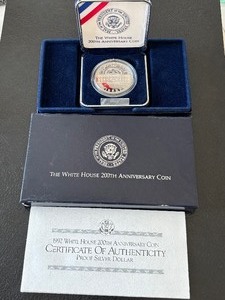 THE WHITE HOUSE
200TH ANNIVERSARY COIN
THE WHITE HOUSE 200TH ANNIVERSARY COIN
1992 WHITE HOUSE 200TH ANNIVERSARY COIN
CERTIFICATE OF AUTHENTICITY
PROOF SILVER DOLLAR